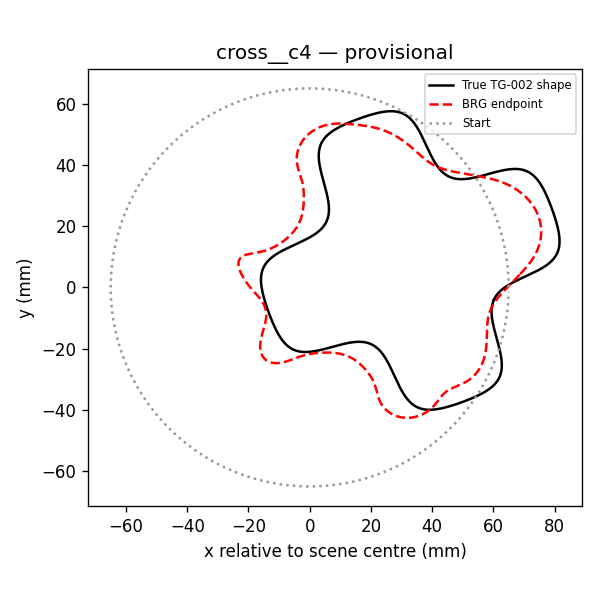 cross__c4 — provisional
True TG-002 shape
BRG endpoint
Start
60
40
20
0
−20
−40
−60
y (mm)
−60 −40 −20 0 20 40 60 80
x relative to scene centre (mm)